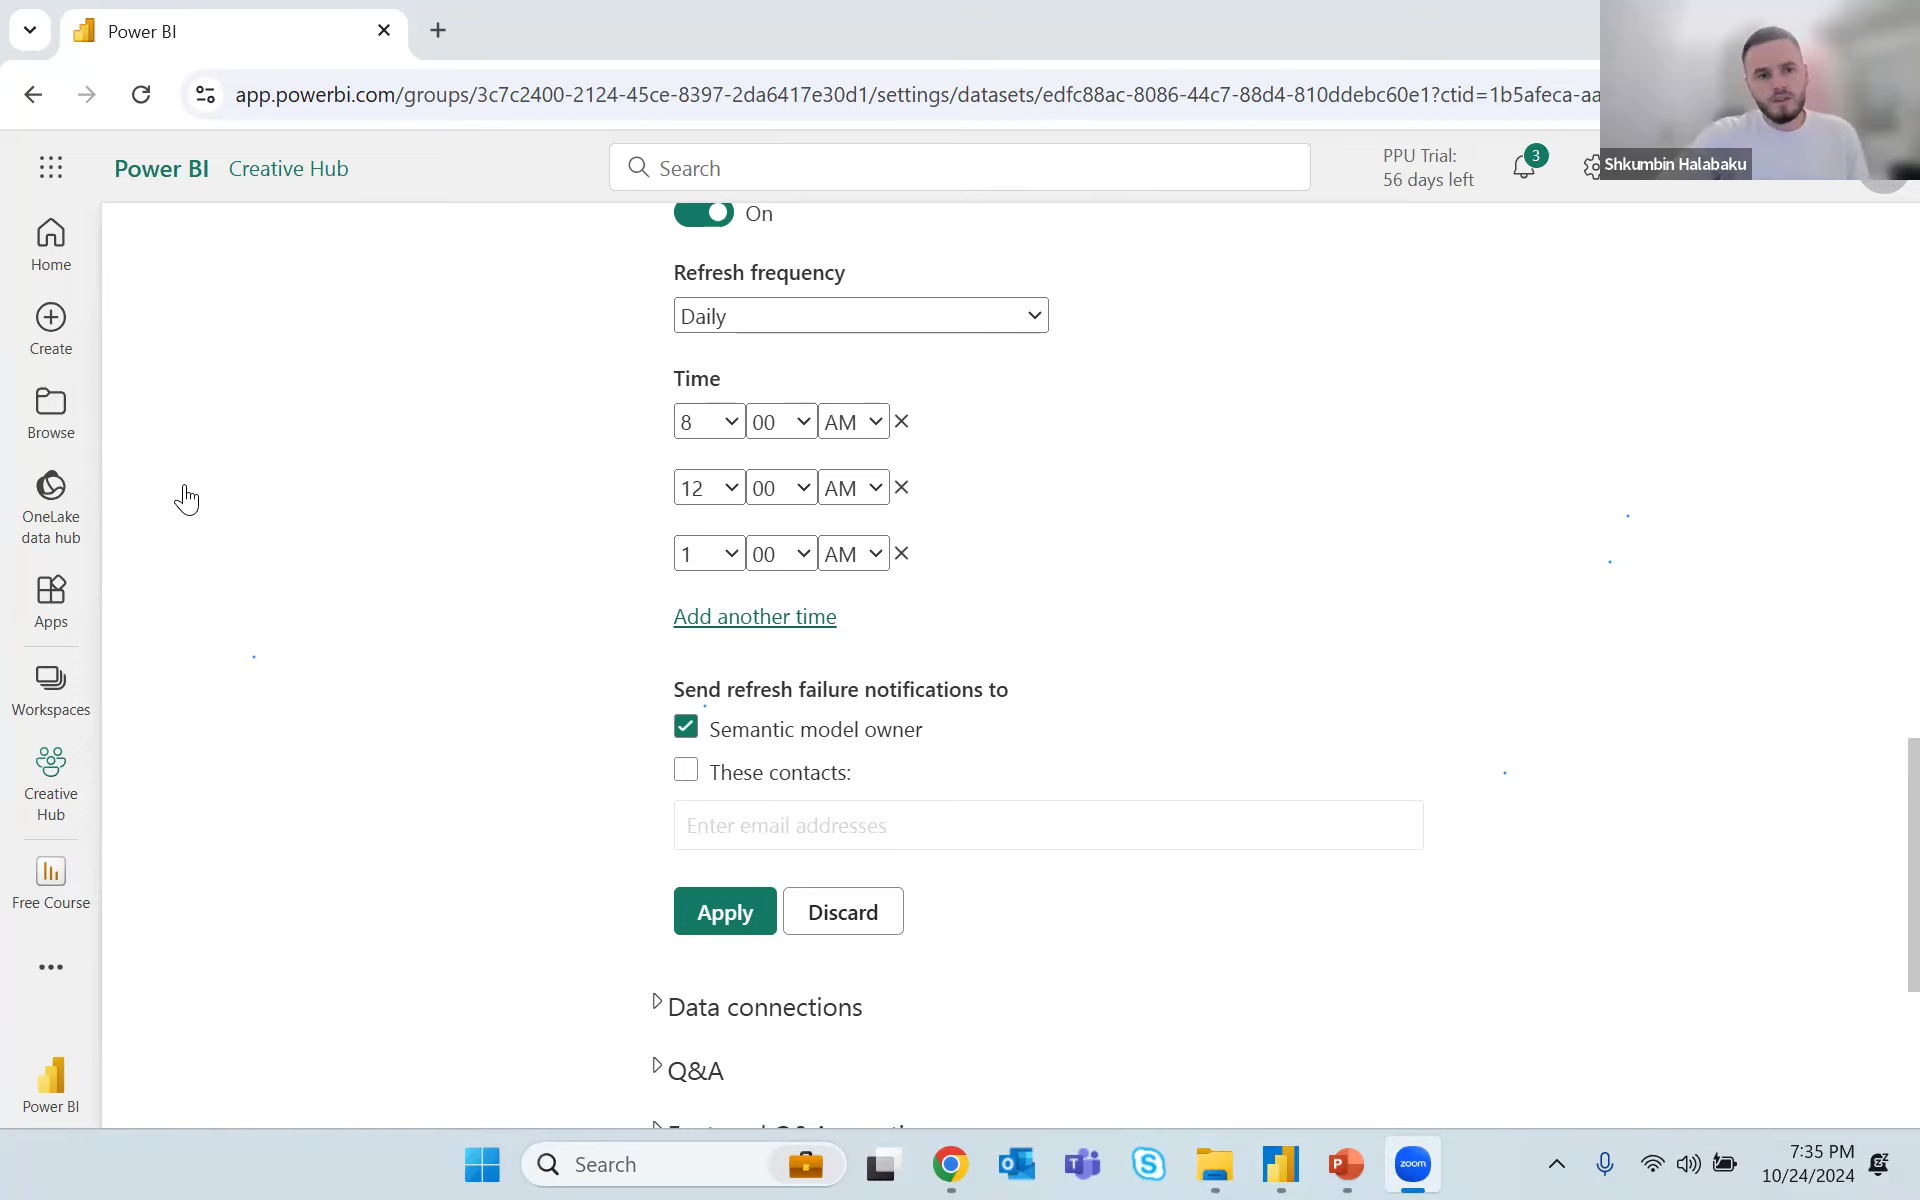 Power BI
app.powerbi.com/groups/3c7c2400-2124-45ce-8397-2da6417e30d1/settings/datasets/edfc88ac-8086-44c7-88d4-810ddebc60e1?ctid=1b5afeca-aa
Shkumbin Halabaku
Power BI Creative Hub
Search
PPU Trial:
56 days left
3
Home
Create
Browse
OneLake
data hub
Apps
Workspaces
Creative
Hub
Free Course
Power BI
On
Refresh frequency
Daily
Time
8 00 AM
12 00 AM
1 00 AM
Add another time
Send refresh failure notifications to
Semantic model owner
These contacts:
Enter email addresses
Apply Discard
Data connections
Q&A
Search
zoom
7:35 PM
10/24/2024